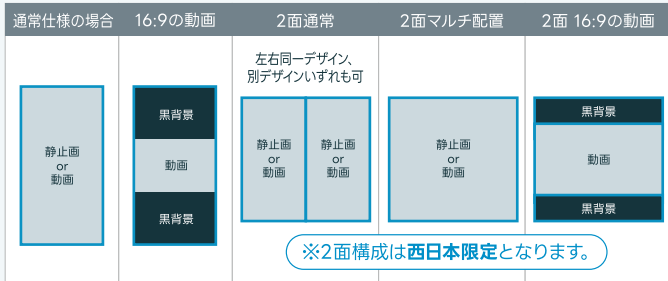 通常仕様の場合
16:9の動画
2面通常
2面マルチ配置
2面 16:9の動画
左右同一デザイン、
別デザインいずれも可
静止画
or
動画
黒背景
動画
黒背景
静止画
or
動画
静止画
or
動画
静止画
or
動画
黒背景
動画
黒背景
※2面構成は西日本限定となります。